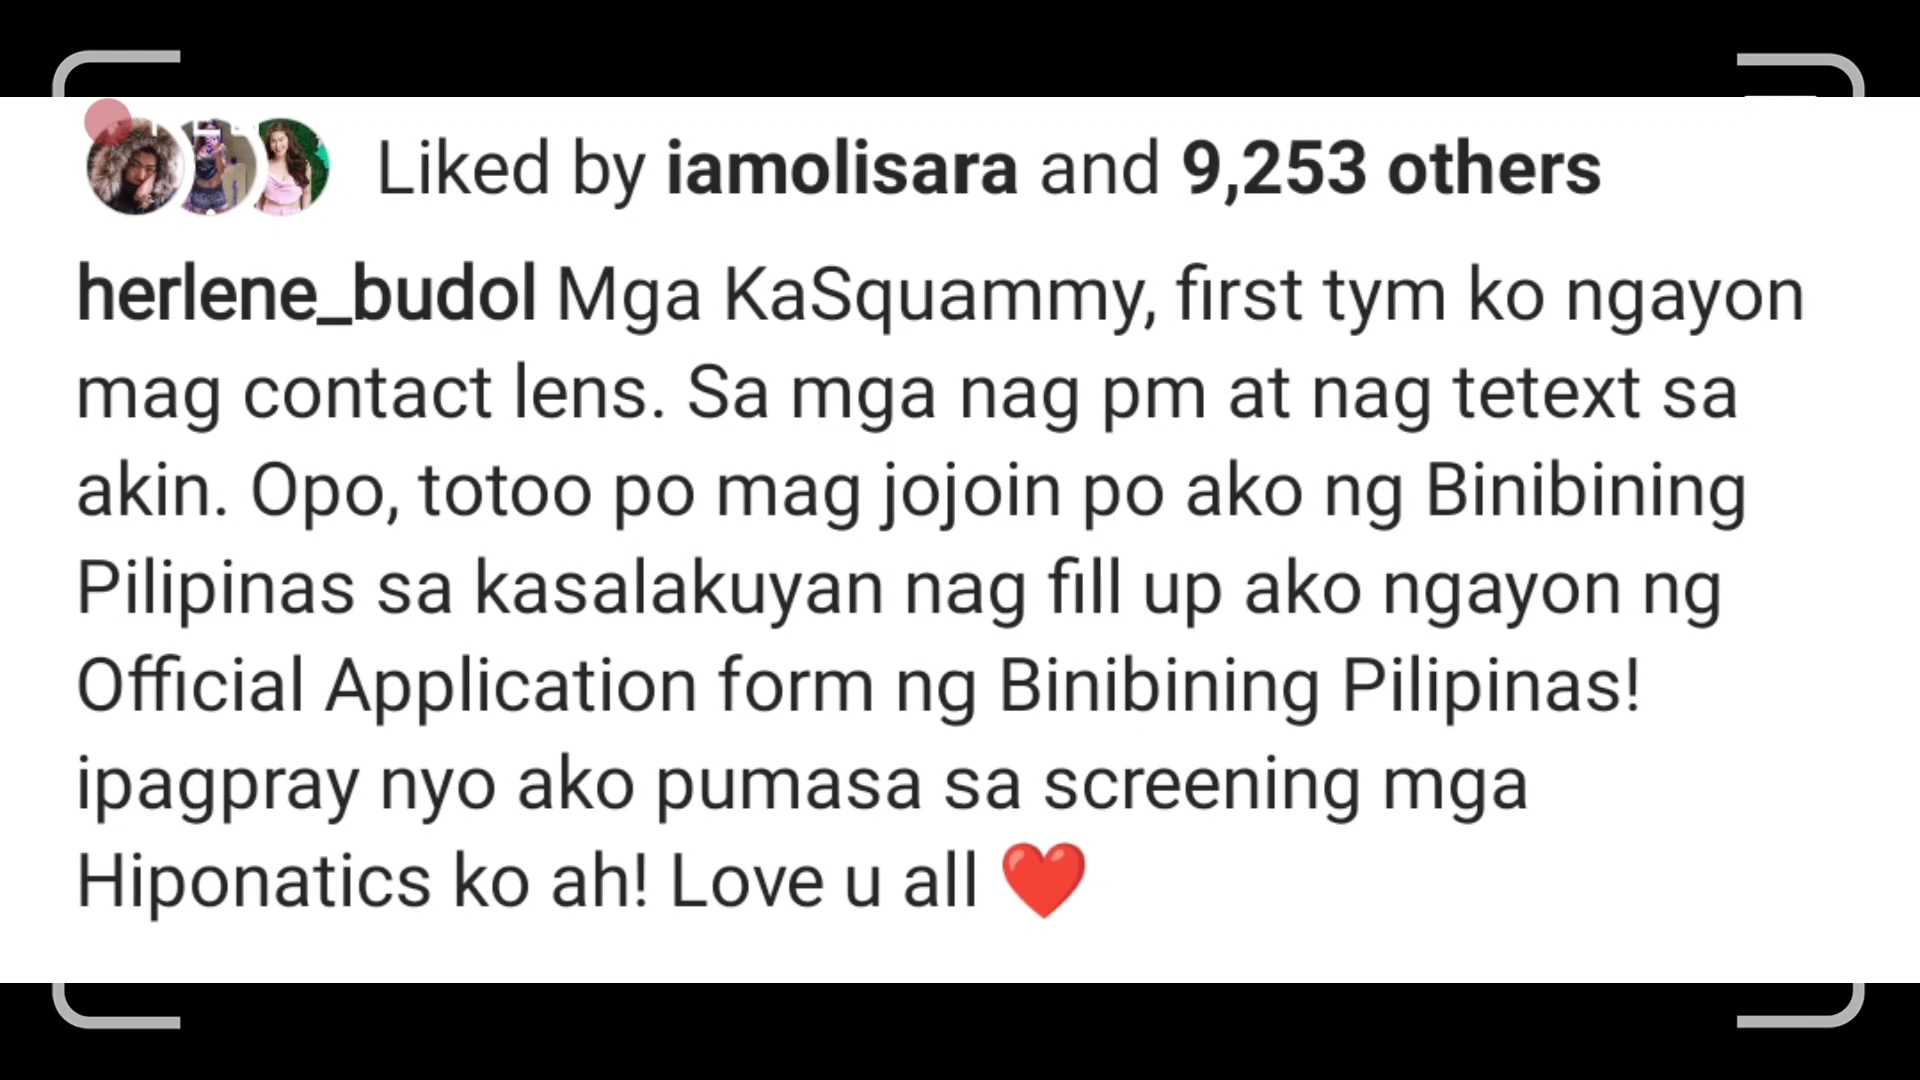 Liked by iamolisara and 9,253 others
herlene_budol Mga KaSquammy, first tym ko ngayon
mag contact lens. Sa mga nag pm at nag tetext sa
akin. Opo, totoo po mag jojoin po ako ng Binibining
Pilipinas sa kasalakuyan nag fill up ako ngayon ng
Official Application form ng Binibining Pilipinas!
ipagpray nyo ako pumasa sa screening mga
Hiponatics ko ah! Love u all ❤️